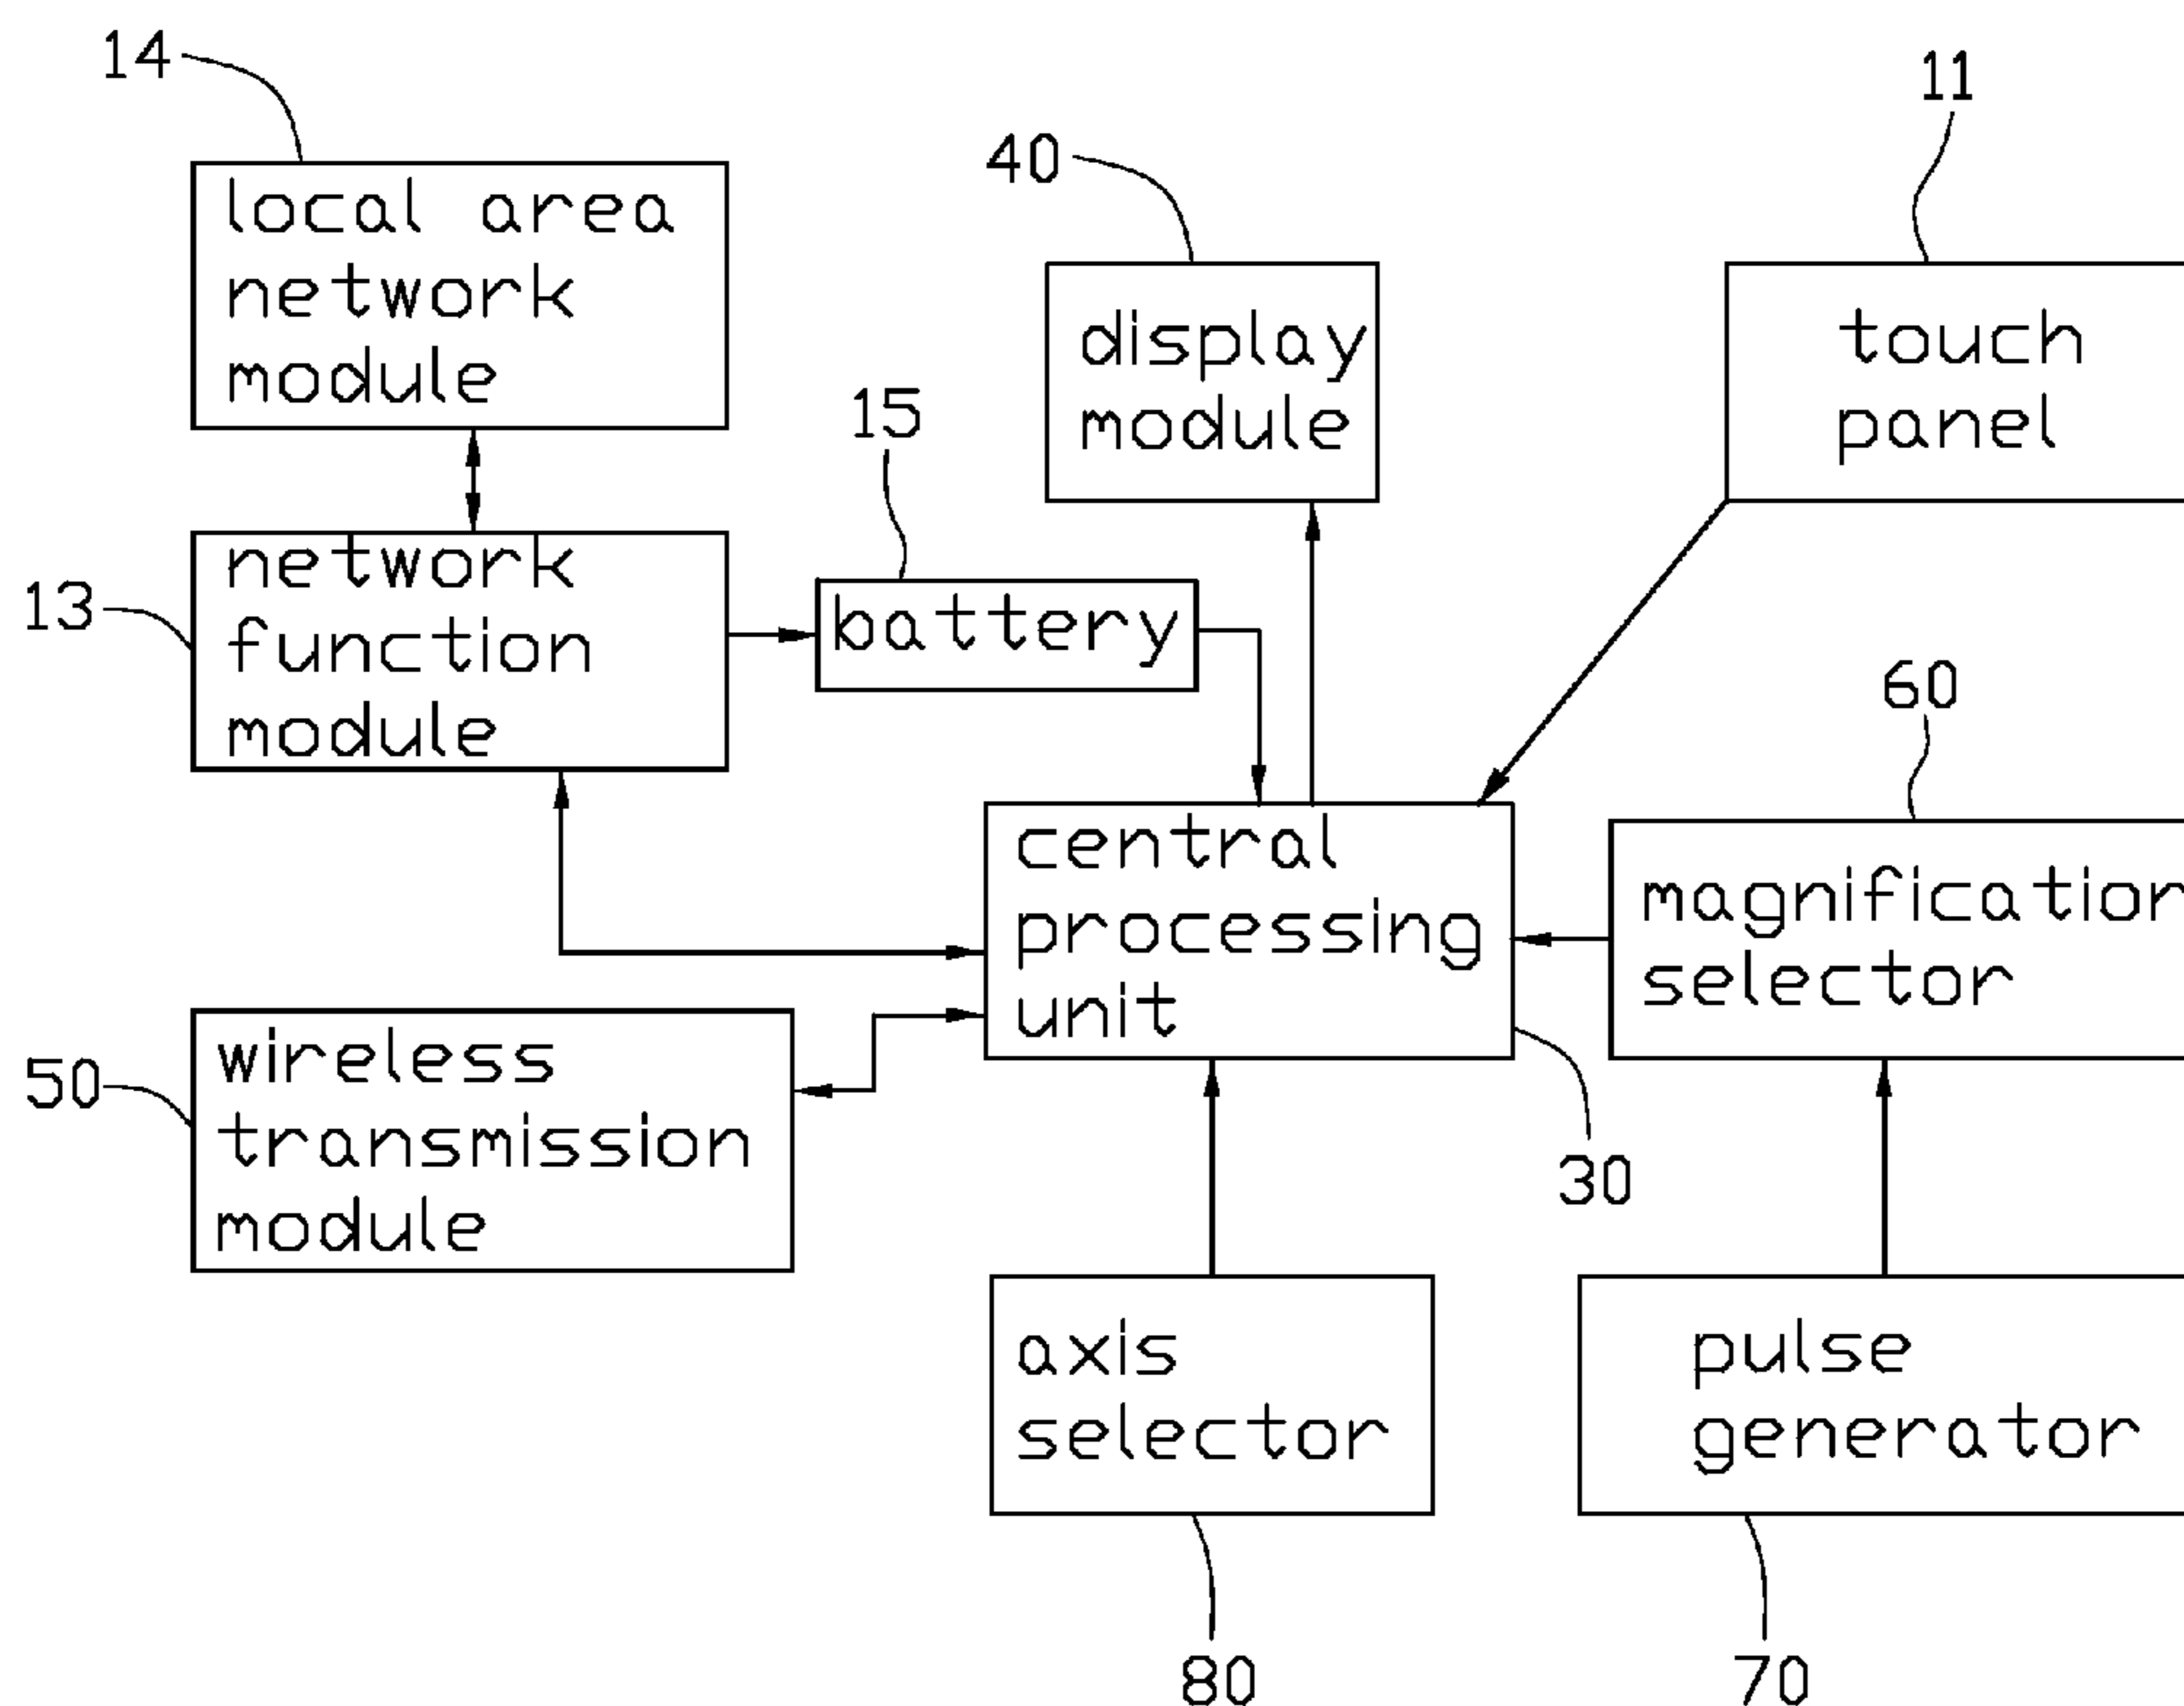 14
local area
network
module
40
display
module
11
touch
panel
15
battery
13
network
function
module
60
magnification
selector
central
processing
unit
30
50
wireless
transmission
module
axis
selector
80
pulse
generator
70